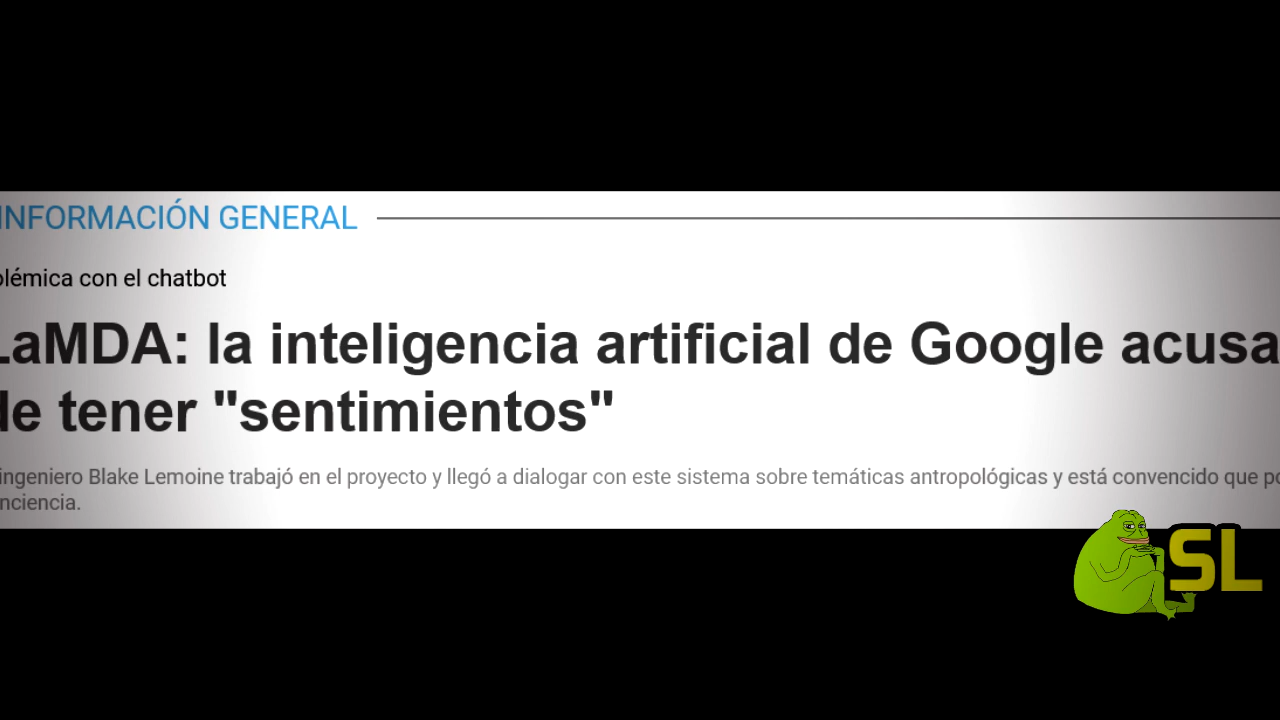 INFORMACIÓN GENERAL
olémica con el chatbot
LaMDA: la inteligencia artificial de Google acusa
de tener "sentimientos"
ingeniero Blake Lemoine trabajó en el proyecto y llegó a dialogar con este sistema sobre temáticas antropológicas y está convencido que po
nciencia.
SL